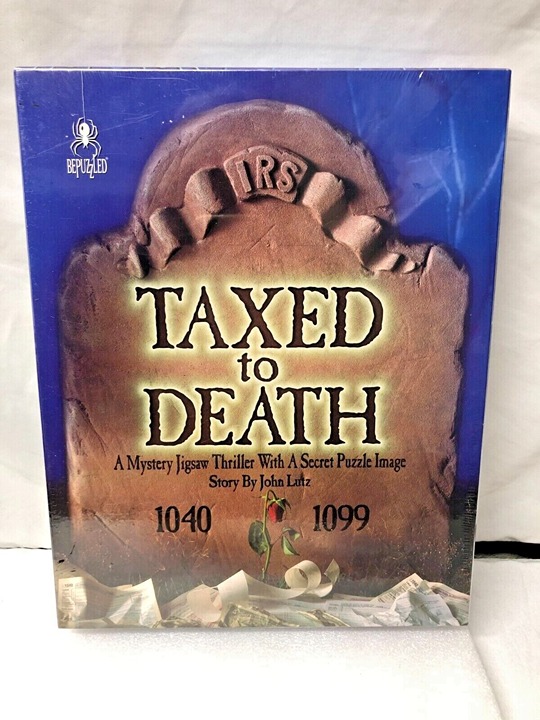 BEPUZZLED
IRS
TAXED
to
DEATH
A Mystery Jigsaw Thriller With A Secret Puzzle Image
Story By John Lutz
1040 1099